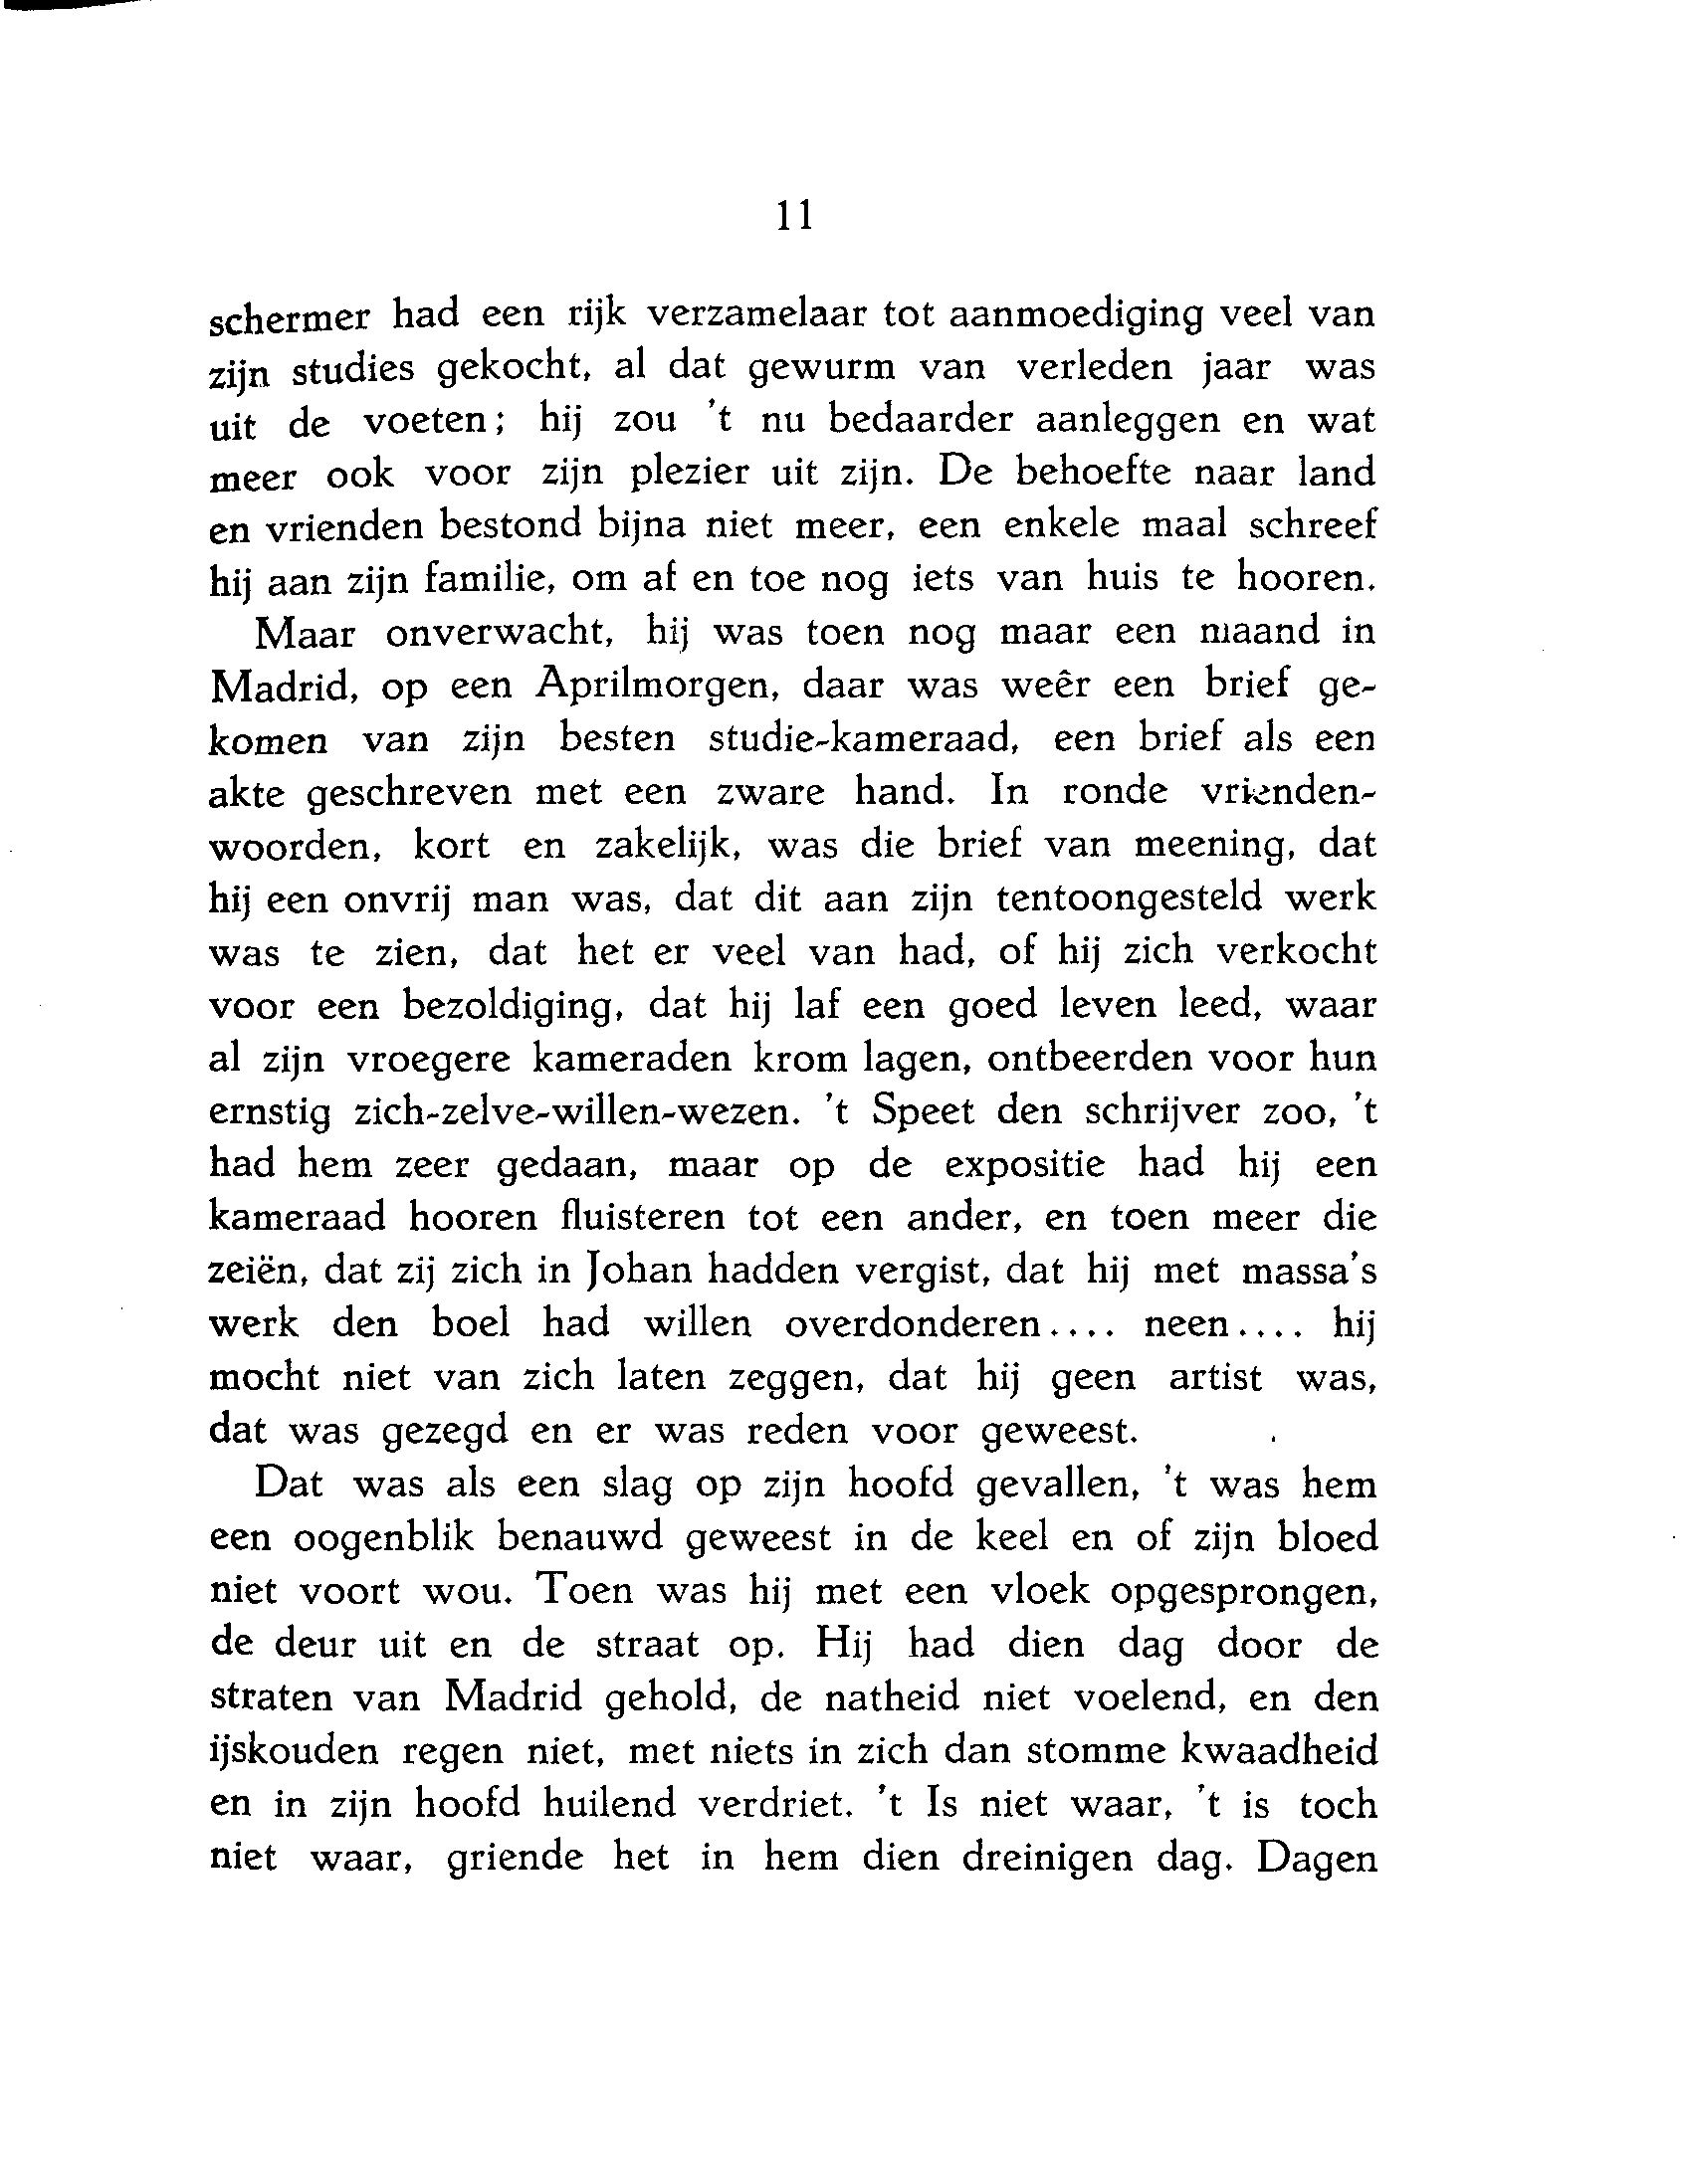 11
schermer had een rijk verzamelaar tot aanmoediging veel van
zijn studies gekocht, al dat gewurm van verleden jaar was
uit de voeten; hij zou 't nu bedaarder aanleggen en wat
meer ook voor zijn plezier uit zijn. De behoefte naar land
en vrienden bestond bijna niet meer, een enkele maal schreef
hij aan zijn familie, om af en toe nog iets van huis te hooren.
Maar onverwacht, hij was toen nog maar een maand in
Madrid, op een Aprilmorgen, daar was weêr een brief ge-
komen van zijn besten studie-kameraad, een brief als een
akte geschreven met een zware hand. In ronde vrienden-
woorden, kort en zakelijk, was die brief van meening, dat
hij een onvrij man was, dat dit aan zijn tentoongesteld werk
was te zien, dat het er veel van had, of hij zich verkocht
voor een bezoldiging, dat hij laf een goed leven leed, waar
al zijn vroegere kameraden krom lagen, ontbeerden voor hun
ernstig zich-zelve-willen-wezen. 't Speet den schrijver zoo, 't
had hem zeer gedaan, maar op de expositie had hij een
kameraad hooren fluisteren tot een ander, en toen meer die
zeiën, dat zij zich in Johan hadden vergist, dat hij met massa's
werk den boel had willen overdonderen.... neen.... hij
mocht niet van zich laten zeggen, dat hij geen artist was,
dat was gezegd en er was reden voor geweest.
Dat was als een slag op zijn hoofd gevallen, 't was hem
een oogenblik benauwd geweest in de keel en of zijn bloed
niet voort wou. Toen was hij met een vloek opgesprongen,
de deur uit en de straat op. Hij had dien dag door de
straten van Madrid gehold, de natheid niet voelend, en den
ijskouden regen niet, met niets in zich dan stomme kwaadheid
en in zijn hoofd huilend verdriet. 't Is niet waar, 't is toch
niet waar, griende het in hem dien dreinigen dag. Dagen